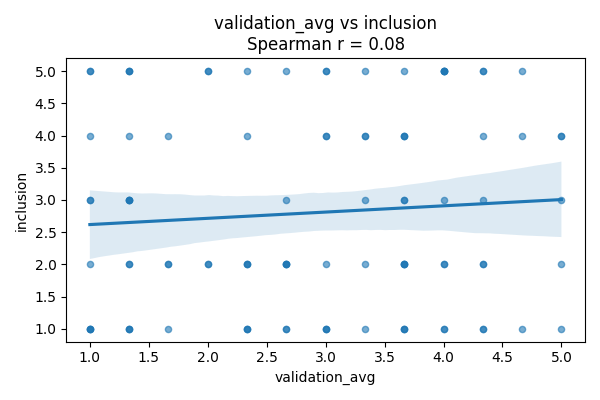 validation_avg vs inclusion
Spearman r = 0.08
5.0
4.5
4.0
3.5
3.0
2.5
2.0
1.5
1.0
inclusion
1.0 1.5 2.0 2.5 3.0 3.5 4.0 4.5 5.0
validation_avg